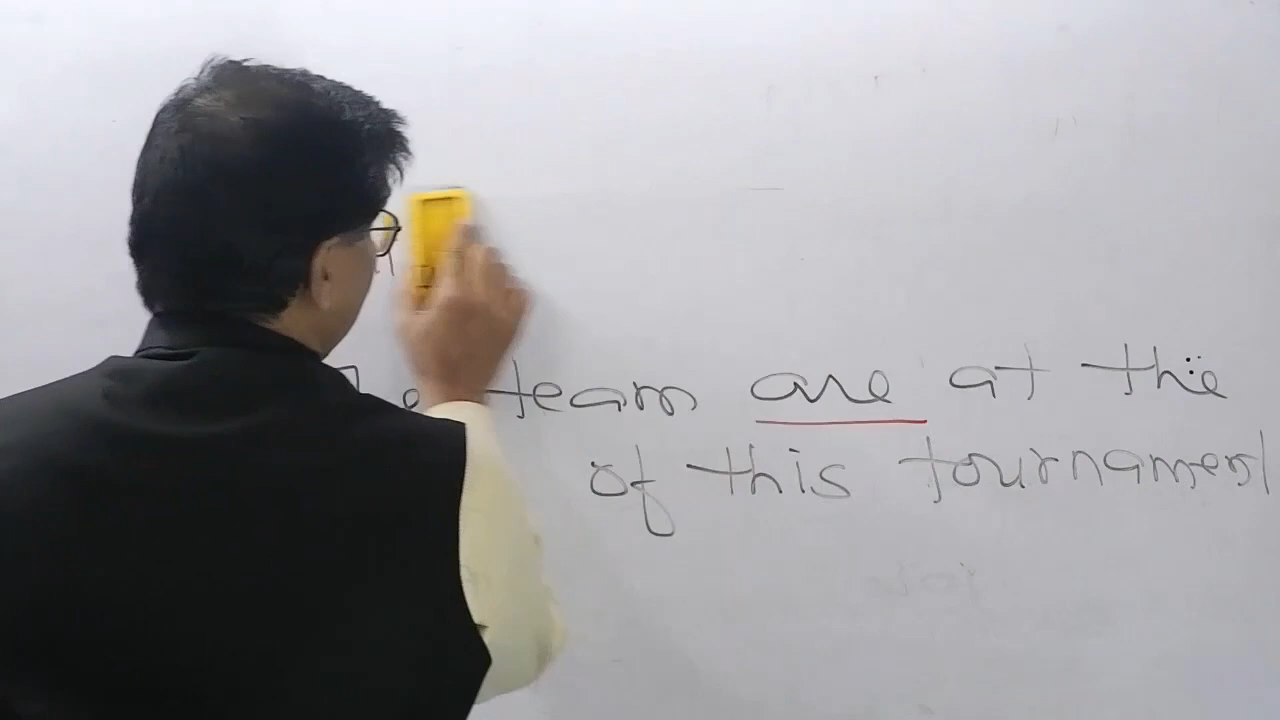 team are at the
of this tournament